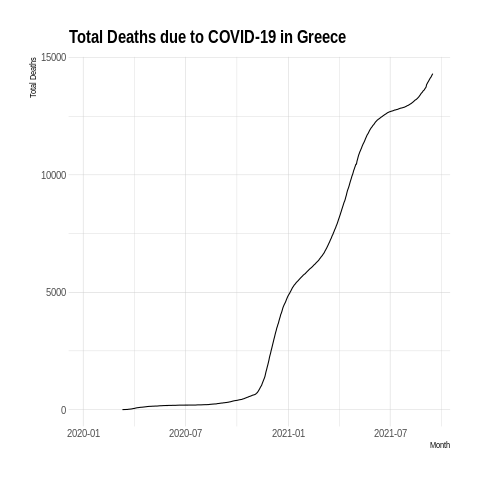 Total Deaths due to COVID-19 in Greece
Total Deaths
15000
10000
5000
0
2020-01 2020-07 2021-01 2021-07
Month